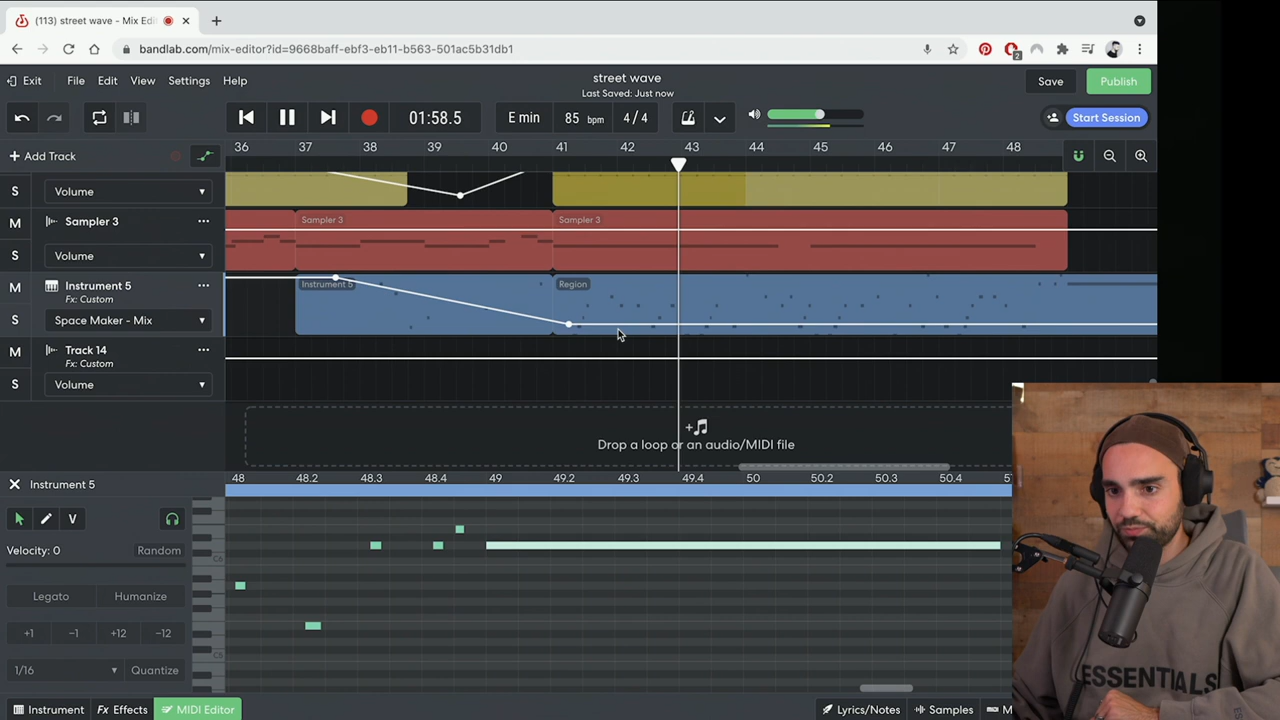 (113) street wave - Mix Edi
bandlab.com/mix-editor?id=9668baff-ebf3-eb11-b563-501ac5b31db1
2
Exit File Edit View Settings Help
street wave
Last Saved: Just now
Save Publish
01:58.5 E min 85 bpm 4 / 4
Start Session
+ Add Track
36 37 38 39 40 41 42 43 44 45 46 47 48
S Volume
M Sampler 3
S Volume
Sampler 3 Sampler 3
M Instrument 5
Fx: Custom
S Space Maker - Mix
Instrument 5 Region
M Track 14
Fx: Custom
S Volume
Drop a loop or an audio/MIDI file
Instrument 5
48 48.2 48.3 48.4 49 49.2 49.3 49.4 50 50.2 50.3 50.4
V
Velocity: 0 Random
C6
Legato Humanize
+1 -1 +12 -12
C5
1/16 Quantize
Instrument Fx Effects MIDI Editor
Lyrics/Notes Samples M
ESSENTIALS